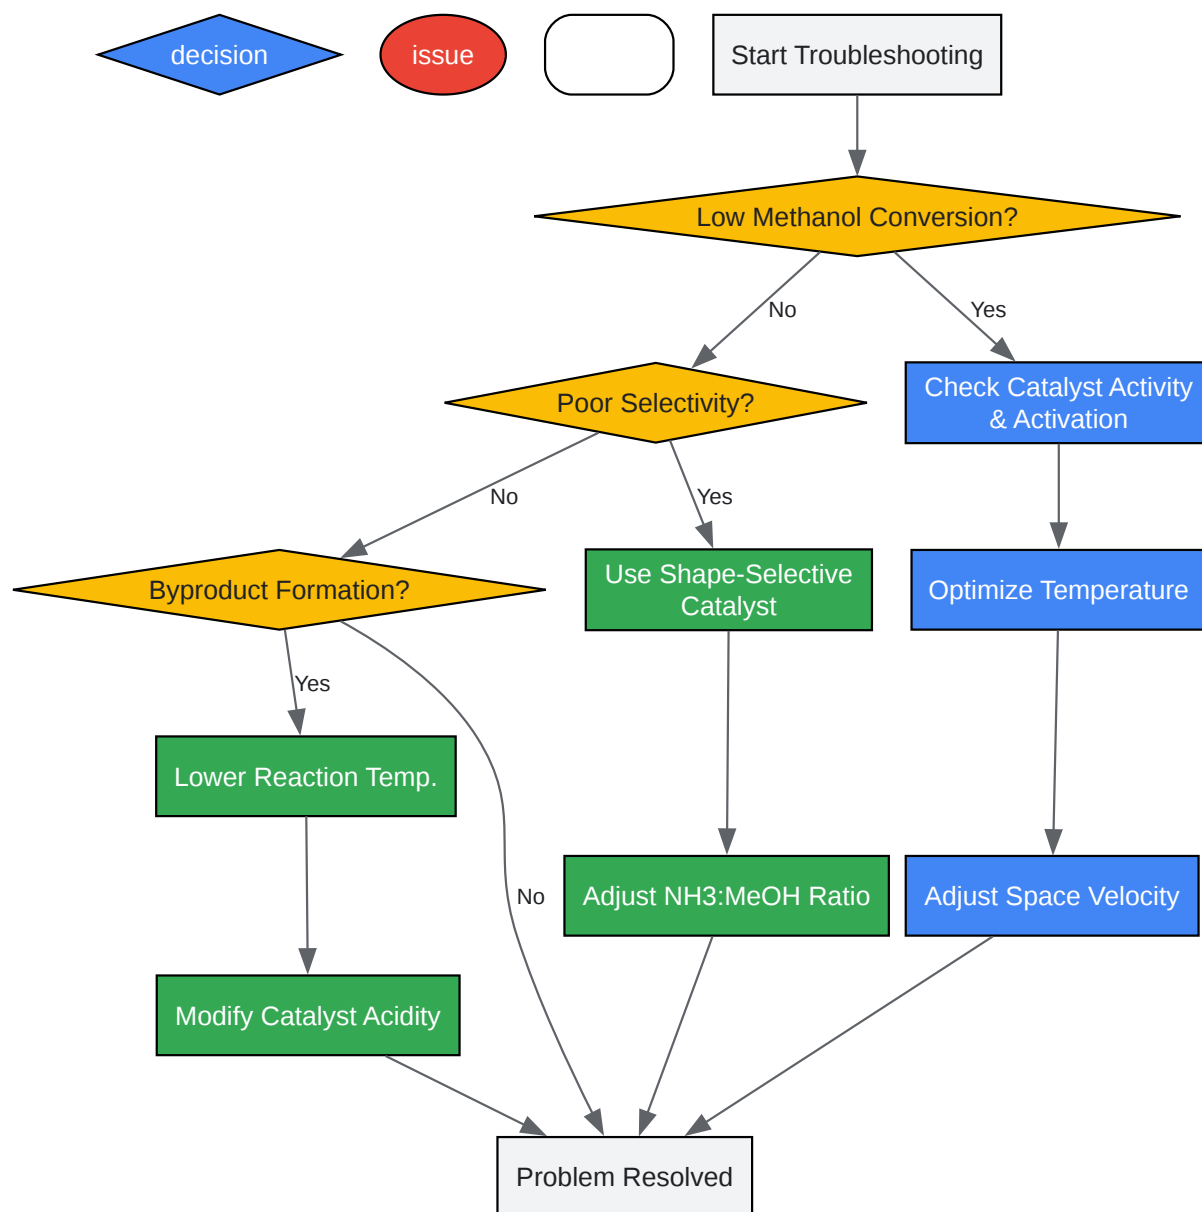 decision
issue
Start Troubleshooting
Low Methanol Conversion?
No
Yes
Poor Selectivity?
Check Catalyst Activity
& Activation
No
Yes
Byproduct Formation?
Use Shape-Selective
Catalyst
Optimize Temperature
Yes
Lower Reaction Temp.
No
Adjust NH3:MeOH Ratio
Adjust Space Velocity
Modify Catalyst Acidity
Problem Resolved